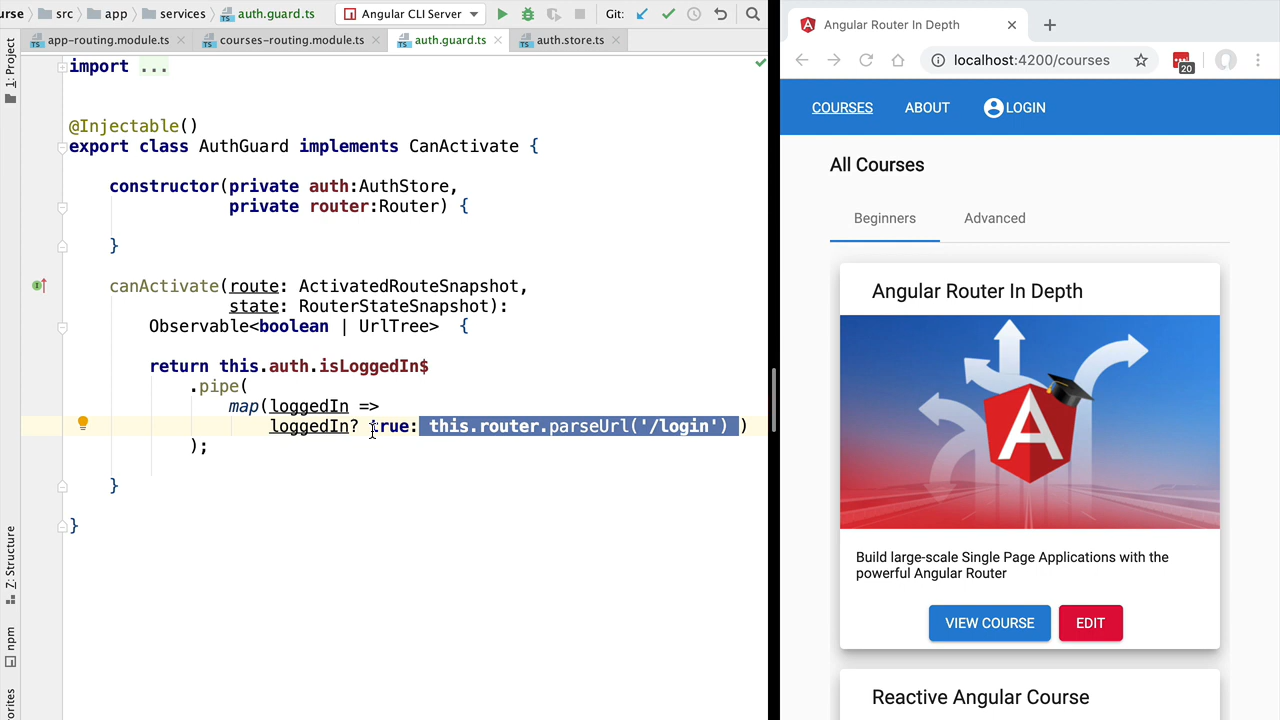 urse
src
app
services
auth.guard.ts
Angular CLI Server
Git:
app-routing.module.ts
courses-routing.module.ts
auth.guard.ts
auth.store.ts
1: Project
Z: Structure
npm
orites
import ...
@Injectable()
export class AuthGuard implements CanActivate {
constructor(private auth:AuthStore,
private router:Router) {
}
canActivate(route: ActivatedRouteSnapshot,
state: RouterStateSnapshot):
Observable<boolean | UrlTree> {
return this.auth.isLoggedIn$
.pipe(
map(loggedIn =>
loggedIn? true: this.router.parseUrl('/login') )
);
}
}
Angular Router In Depth
localhost:4200/courses
20
COURSES
ABOUT
LOGIN
All Courses
Beginners
Advanced
Angular Router In Depth
A
Build large-scale Single Page Applications with the
powerful Angular Router
VIEW COURSE
EDIT
Reactive Angular Course